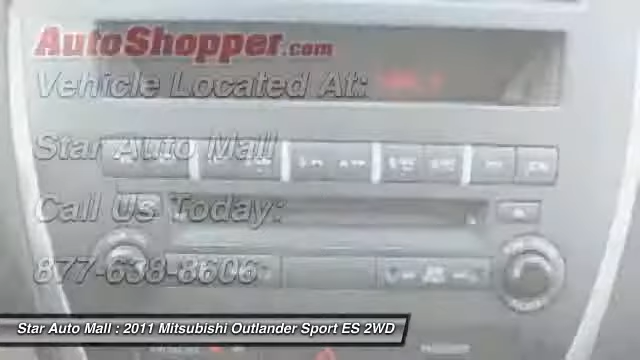 AutoShopper.com
Vehicle Located At:
Star Auto Mall
Call Us Today:
877-638-8606
Star Auto Mall : 2011 Mitsubishi Outlander Sport ES 2WD